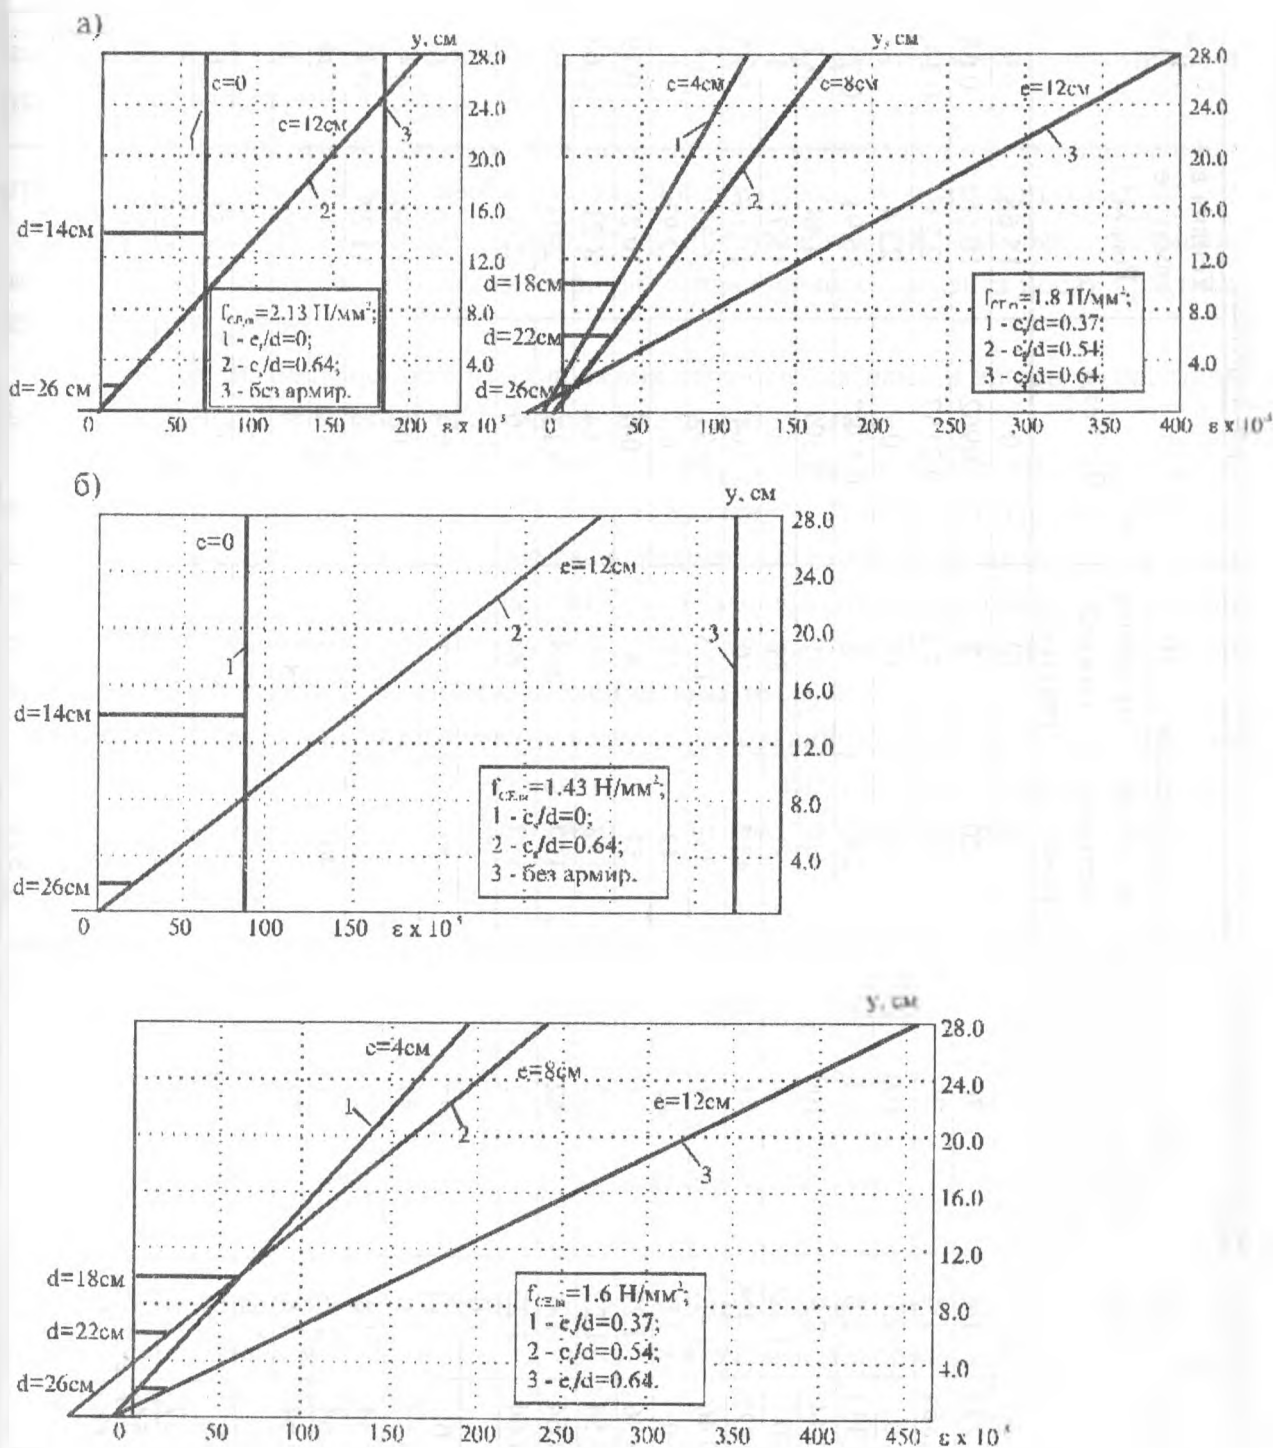 а)
y, см
28.0
24.0
20.0
16.0
12.0
8.0
4.0
c=0
c=12см
1
2
3
d=14см
d=26 см
f =2.13 Н/мм²;
1 - e/d=0;
2 - c/d=0.64;
3 - без армир.
0 50 100 150 200 ε x 10
y, см
28.0
24.0
20.0
16.0
12.0
8.0
4.0
c=4см
c=8см
e=12см
1
2
3
d=18см
d=22см
d=26см
f =1.8 Н/мм²;
1 - c/d=0.37;
2 - c/d=0.54;
3 - c/d=0.64.
0 50 100 150 200 250 300 350 400 ε x 10
б)
y, см
28.0
24.0
20.0
16.0
12.0
8.0
4.0
c=0
e=12см
1
2
3
d=14см
d=26см
f =1.43 Н/мм²;
1 - c/d=0;
2 - c/d=0.64;
3 - без армир.
0 50 100 150 ε x 10
y, см
28.0
24.0
20.0
16.0
12.0
8.0
4.0
c=4см
e=8см
e=12см
1
2
3
d=18см
d=22см
d=26см
f =1.6 Н/мм²;
1 - e/d=0.37;
2 - c/d=0.54;
3 - e/d=0.64.
0 50 100 150 200 250 300 350 400 450 ε x 10